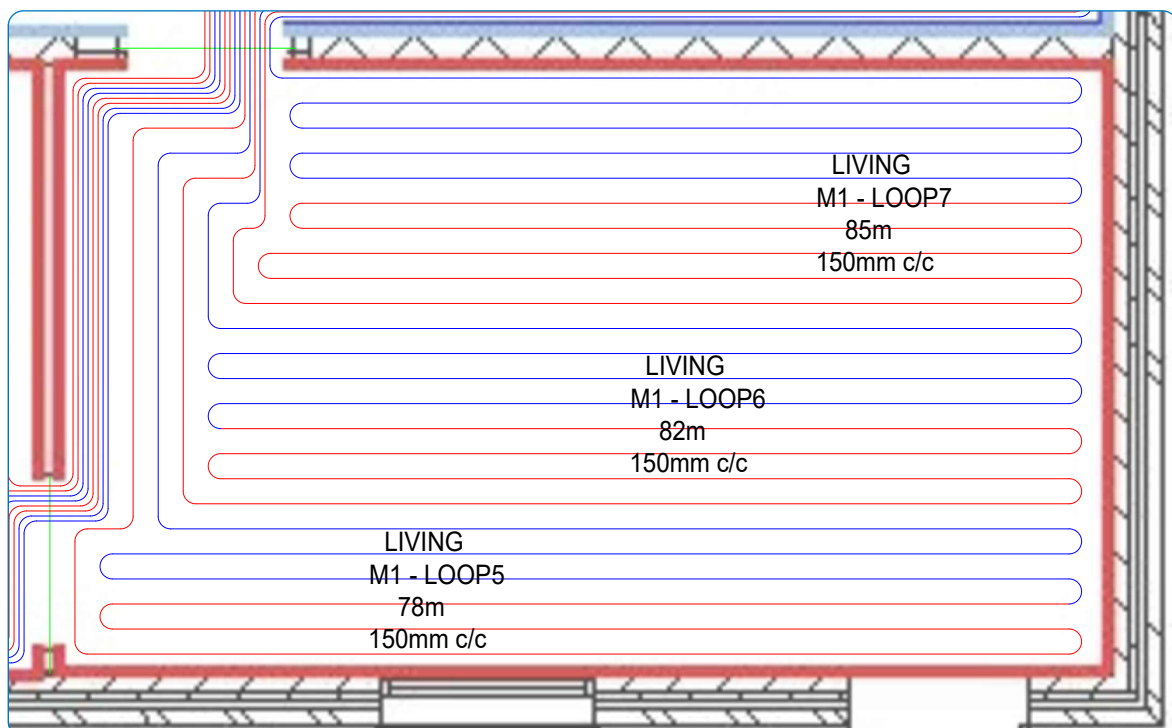 LIVING
M1 - LOOP7
85m
150mm c/c
LIVING
M1 - LOOP6
82m
150mm c/c
LIVING
M1 - LOOP5
78m
150mm c/c